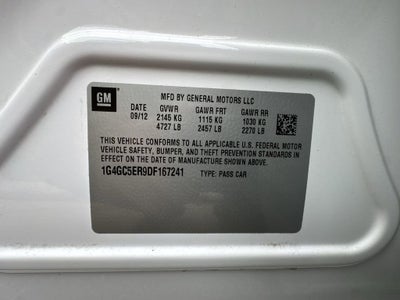 GM
MFD BY GENERAL MOTORS LLC
DATE GVWR GAWR FRT GAWR RR
09/12 2145 KG 1115 KG 1030 KG
4727 LB 2457 LB 2270 LB
THIS VEHICLE CONFORMS TO ALL APPLICABLE U.S. FEDERAL MOTOR
VEHICLE SAFETY, BUMPER, AND THEFT PREVENTION STANDARDS IN
EFFECT ON THE DATE OF MANUFACTURE SHOWN ABOVE.
1G4GC5ER9DF167241 TYPE: PASS CAR